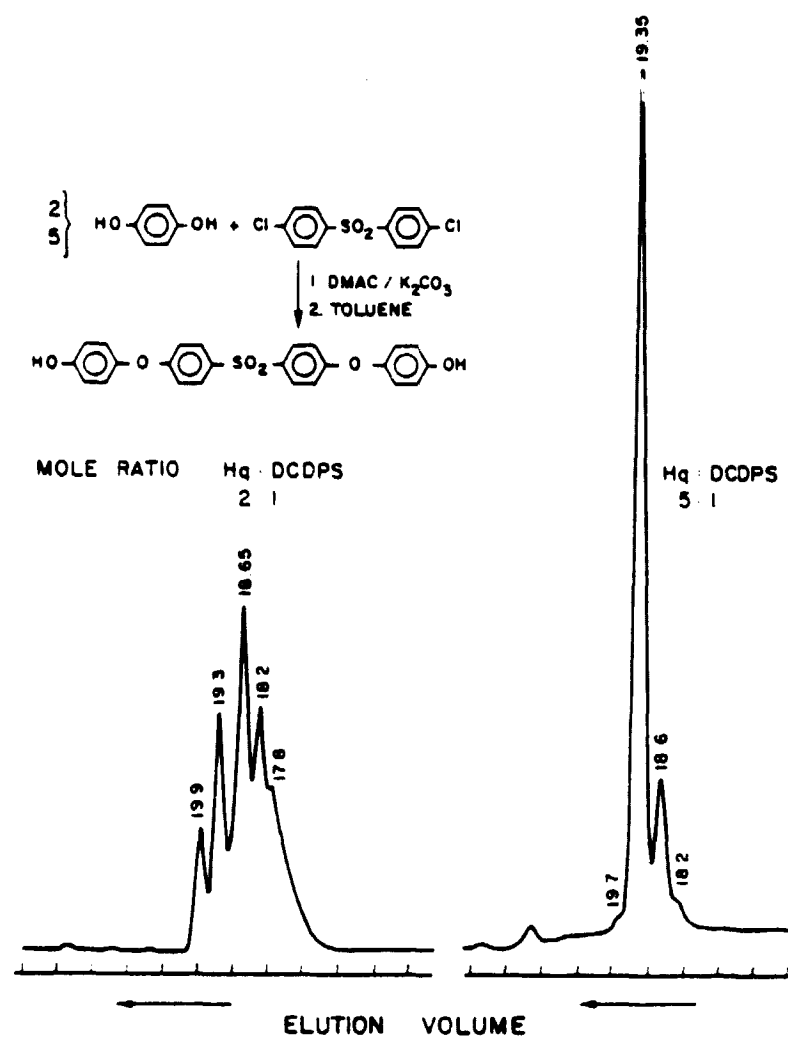 2
5
HO OH + Cl SO2 Cl
1. DMAC / K2CO3
2. TOLUENE
HO O SO2 O OH
MOLE RATIO Hq : DCDPS
2 1
Hq : DCDPS
5 1
19.9
19.3
18.65
18.2
17.8
19.7
19.35
18.6
18.2
ELUTION VOLUME